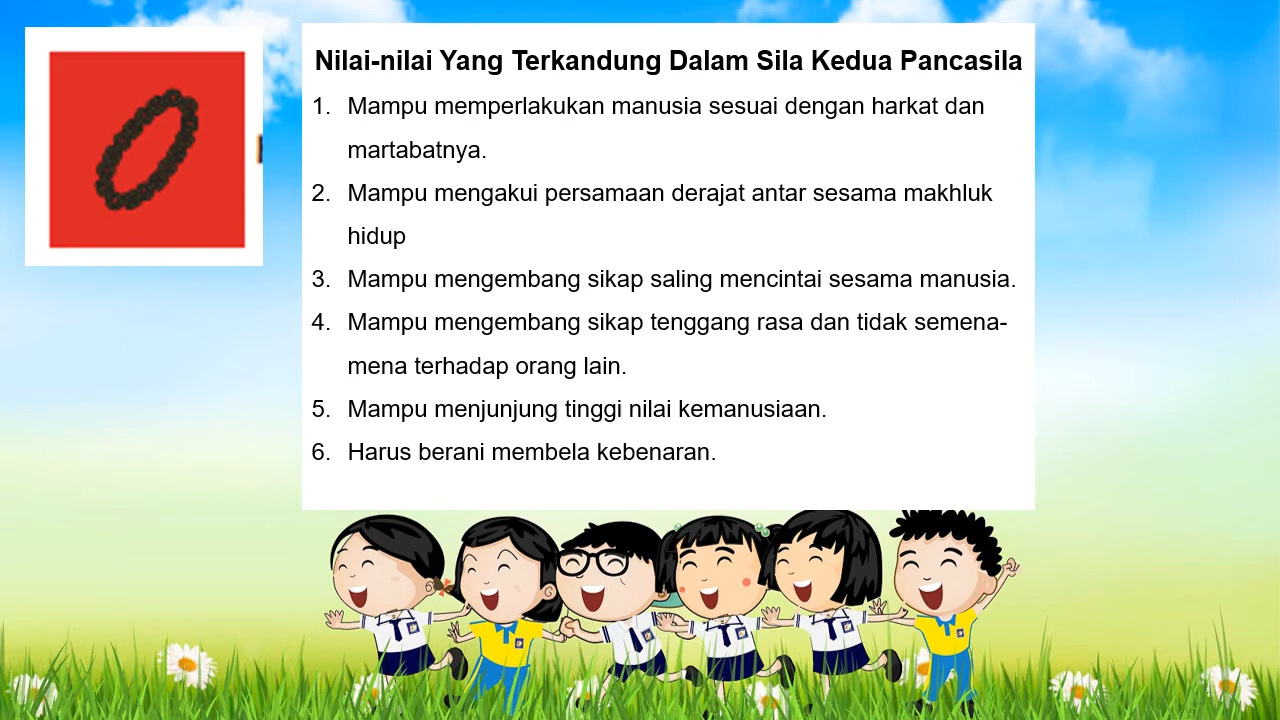 Nilai-nilai Yang Terkandung Dalam Sila Kedua Pancasila
1. Mampu memperlakukan manusia sesuai dengan harkat dan
martabatnya.
2. Mampu mengakui persamaan derajat antar sesama makhluk
hidup
3. Mampu mengembang sikap saling mencintai sesama manusia.
4. Mampu mengembang sikap tenggang rasa dan tidak semena-
mena terhadap orang lain.
5. Mampu menjunjung tinggi nilai kemanusiaan.
6. Harus berani membela kebenaran.